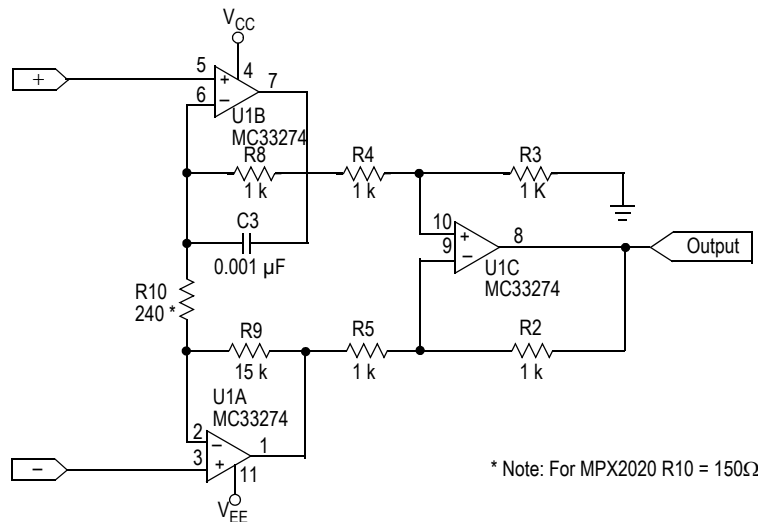 VCC
+
5
4
7
6
U1B
MC33274
R8
1 k
R4
1 k
R3
1 K
C3
0.001 µF
10
9
8
U1C
MC33274
Output
R10
240 *
R9
15 k
R5
1 k
R2
1 k
U1A
MC33274
2
1
3
11
−
VEE
* Note: For MPX2020 R10 = 150Ω